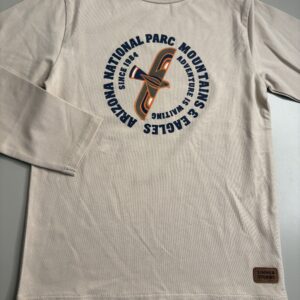 ARIZONA NATIONAL PARC MOUNTAINS & EAGLES
SINCE 1984
ADVENTURE IS WAITING